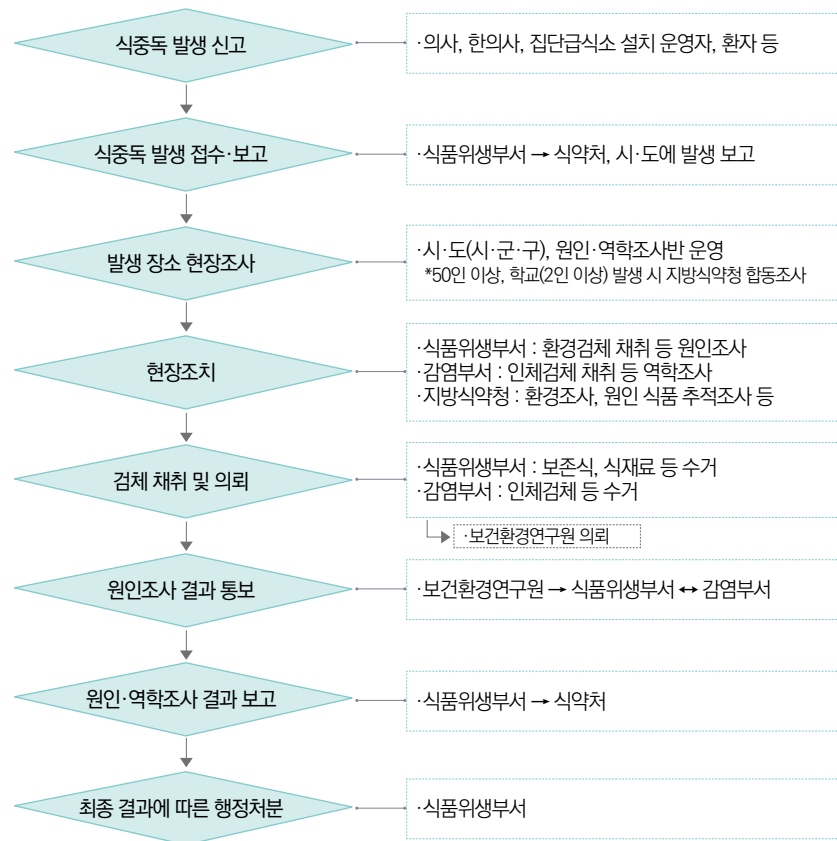 식중독 발생 신고
·의사, 한의사, 집단급식소 설치 운영자, 환자 등
식중독 발생 접수·보고
·식품위생부서 → 식약처, 시·도에 발생 보고
발생 장소 현장조사
·시·도(시·군·구), 원인·역학조사반 운영
*50인 이상, 학교(2인 이상) 발생 시 지방식약청 합동조사
현장조치
·식품위생부서 : 환경검체 채취 등 원인조사
·감염부서 : 인체검체 채취 등 역학조사
·지방식약청 : 환경조사, 원인 식품 추적조사 등
검체 채취 및 의뢰
·식품위생부서 : 보존식, 식재료 등 수거
·감염부서 : 인체검체 등 수거
·보건환경연구원 의뢰
원인조사 결과 통보
·보건환경연구원 → 식품위생부서 ↔ 감염부서
원인·역학조사 결과 보고
·식품위생부서 → 식약처
최종 결과에 따른 행정처분
·식품위생부서